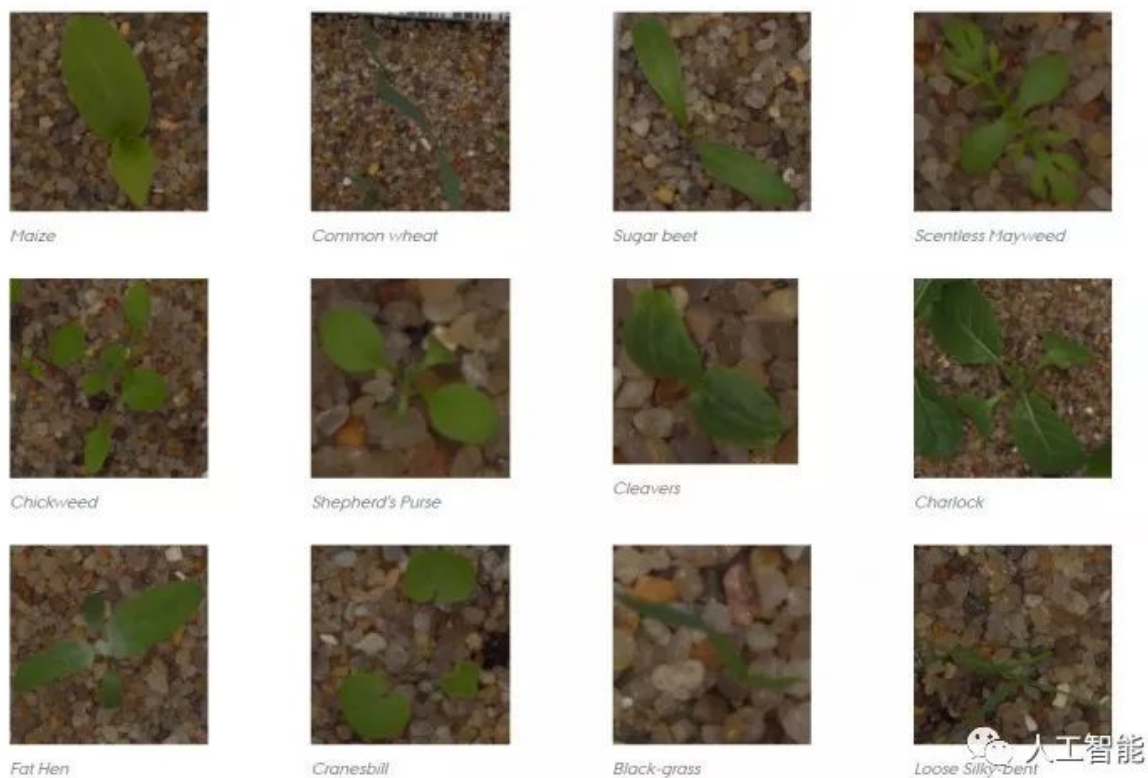 Maize
Common wheat
Sugar beet
Scentless Mayweed
Chickweed
Shepherd's Purse
Cleavers
Charlock
Fat Hen
Cranesbill
Black-grass
Loose Silky-bent
人工智能